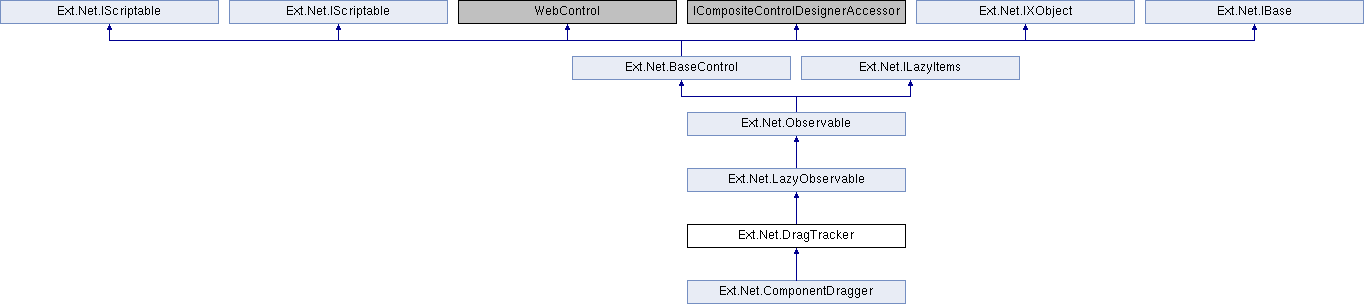 Ext.Net.IScriptable
Ext.Net.IScriptable
WebControl
ICompositeControlDesignerAccessor
Ext.Net.IXObject
Ext.Net.IBase
Ext.Net.BaseControl
Ext.Net.ILazyItems
Ext.Net.Observable
Ext.Net.LazyObservable
Ext.Net.DragTracker
Ext.Net.ComponentDragger